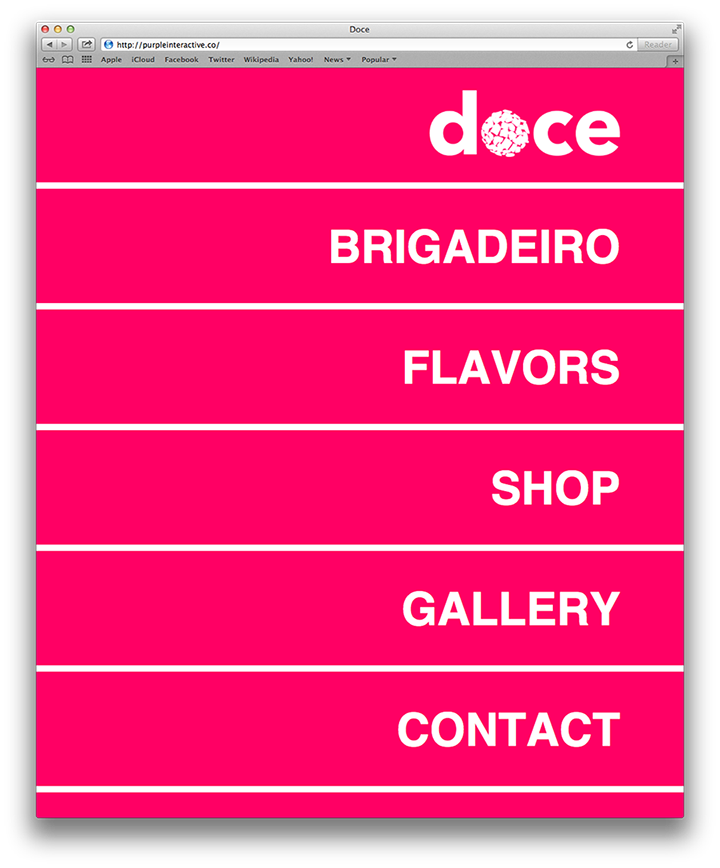 Doce
http://purpleinteractive.co/
Reader
Apple iCloud Facebook Twitter Wikipedia Yahoo! News Popular
doce
BRIGADEIRO
FLAVORS
SHOP
GALLERY
CONTACT